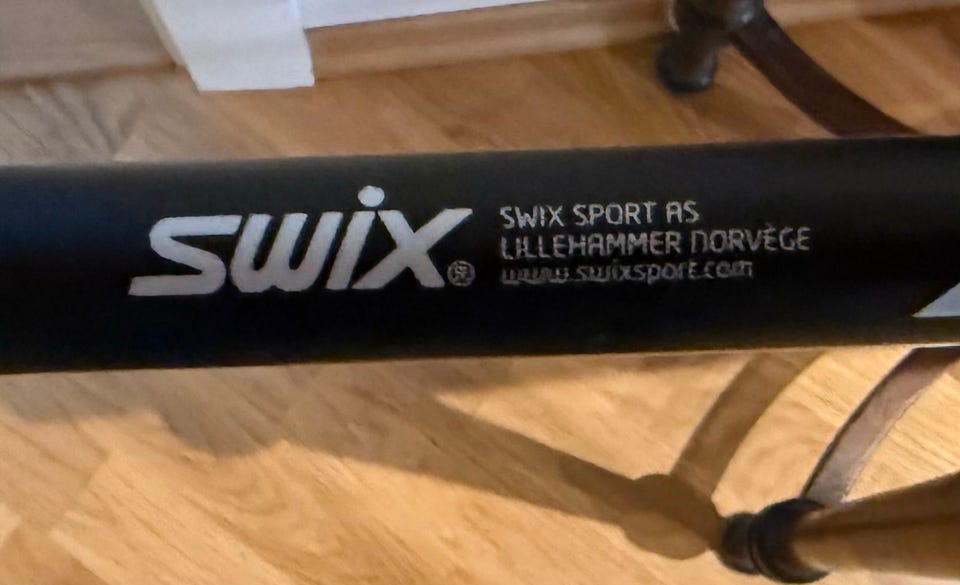 swix®
SWIX SPORT AS
LILLEHAMMER NORVÈGE
www.swixsport.com